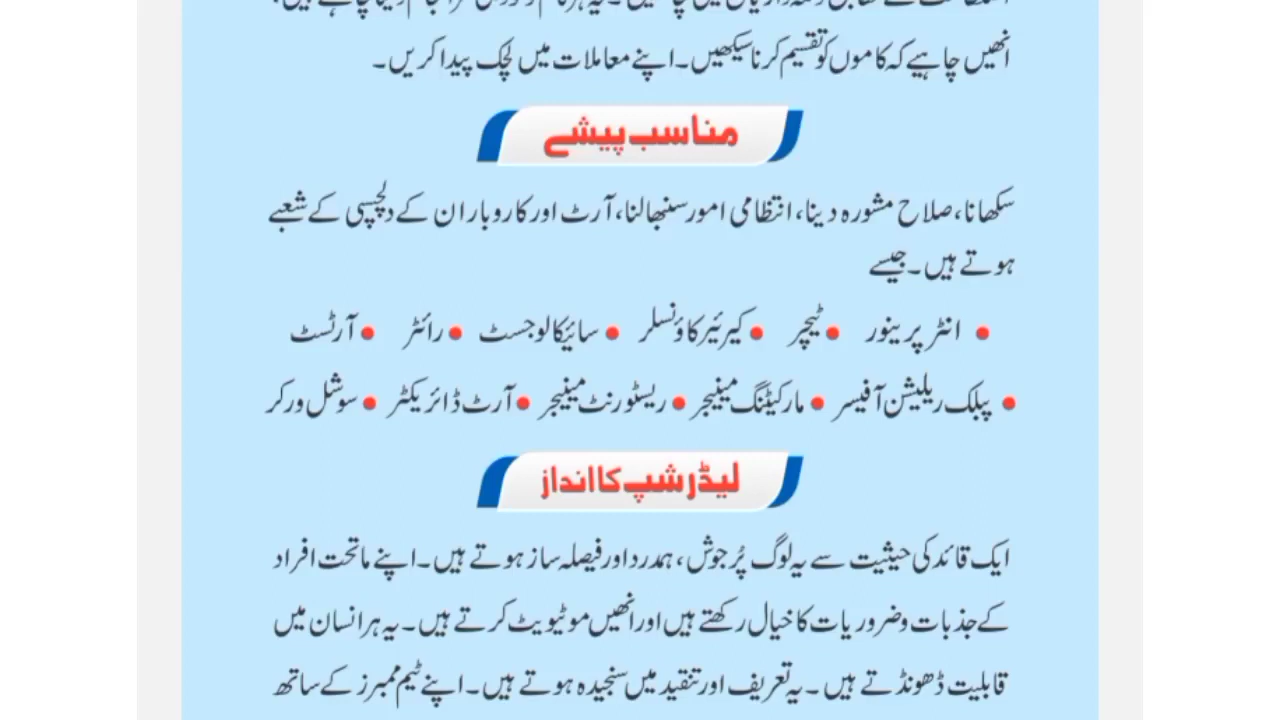 انھیں چاہیے کہ کاموں کو تقسیم کرنا سیکھیں۔ اپنے معاملات میں لچک پیدا کریں۔
مناسب پیشے
سکھانا، صلاح مشورہ دینا، انتظامی امور سنبھالنا، آرٹ اور کاروبار ان کے دلچسپی کے شعبے
ہوتے ہیں۔ جیسے
• انٹرپرینور • ٹیچر • کیرئیر کاؤنسلر • سائیکالوجسٹ • رائٹر • آرٹسٹ
• پبلک ریلیشن آفیسر • مارکیٹنگ مینیجر • ریسٹورنٹ مینیجر • آرٹ ڈائریکٹر • سوشل ورکر
لیڈرشپ کا انداز
ایک قائد کی حیثیت سے یہ لوگ پُرجوش، ہمدرد اور فیصلہ ساز ہوتے ہیں۔ اپنے ماتحت افراد
کے جذبات و ضروریات کا خیال رکھتے ہیں اور انھیں موٹیویٹ کرتے ہیں۔ یہ ہر انسان میں
قابلیت ڈھونڈتے ہیں۔ یہ تعریف اور تنقید میں سنجیدہ ہوتے ہیں۔ اپنے ٹیم ممبرز کے ساتھ